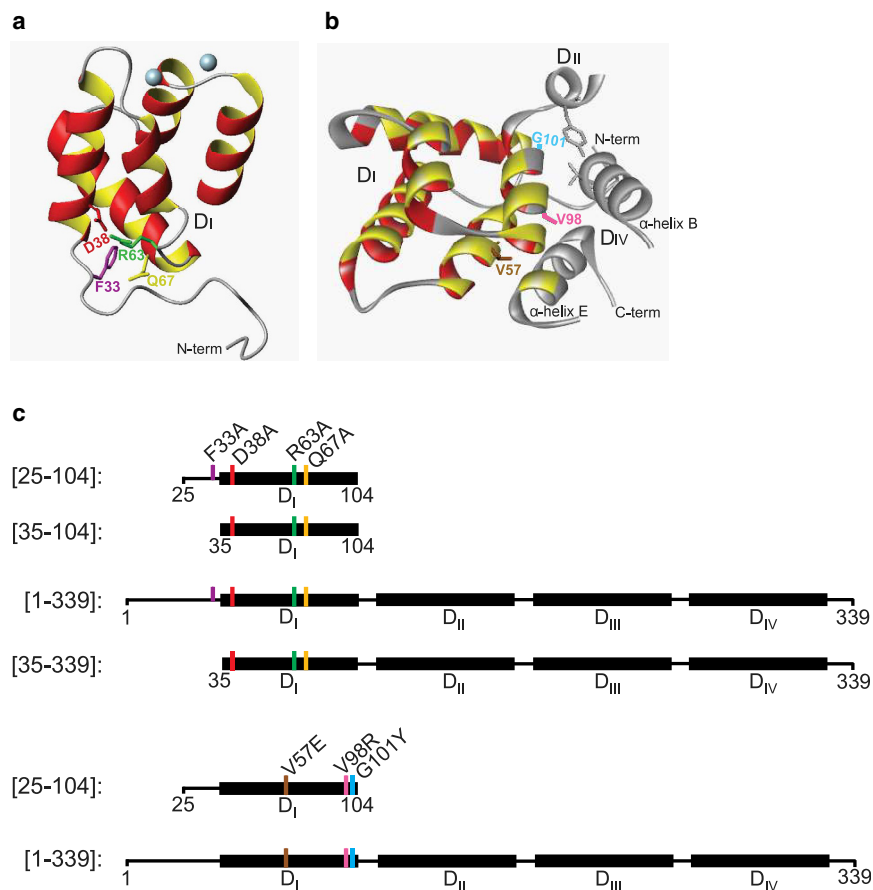 a
D38
R63
F33
Q67
DI
N-term
b
DII
G101
N-term
DI
V98
α-helix B
DIV
V57
α-helix E
C-term
c
F33A D38A R63A Q67A
[25-104]:
25 DI 104
[35-104]:
35 DI 104
[1-339]:
1 DI DII DIII DIV 339
[35-339]:
35 DI DII DIII DIV 339
V57E V98R G101Y
[25-104]:
25 DI 104
[1-339]:
1 DI DII DIII DIV 339